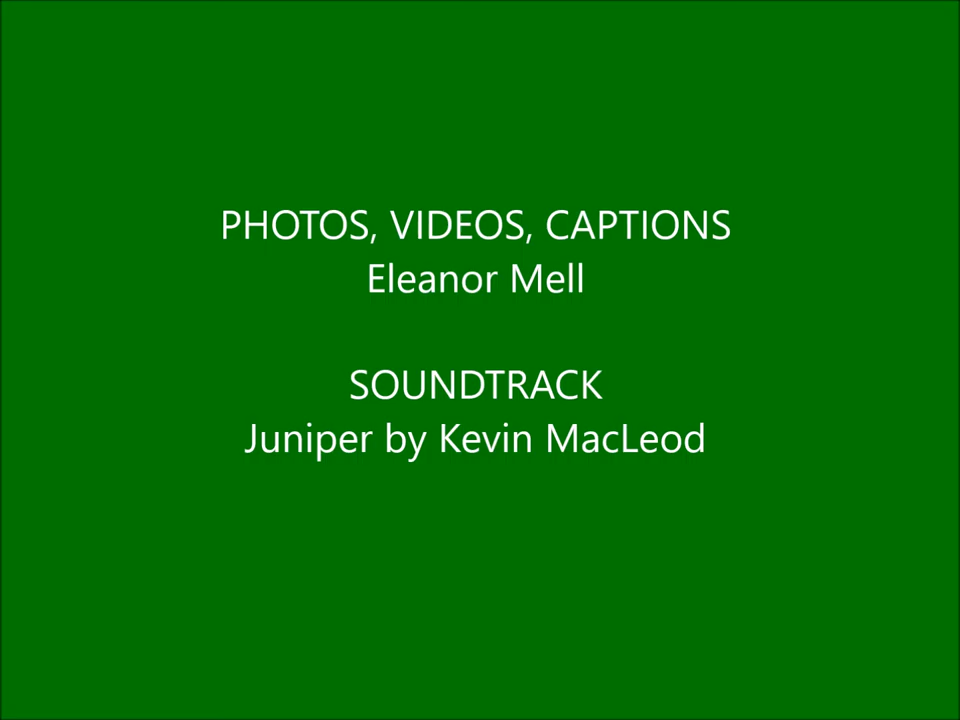 PHOTOS, VIDEOS, CAPTIONS
Eleanor Mell
SOUNDTRACK
Juniper by Kevin MacLeod